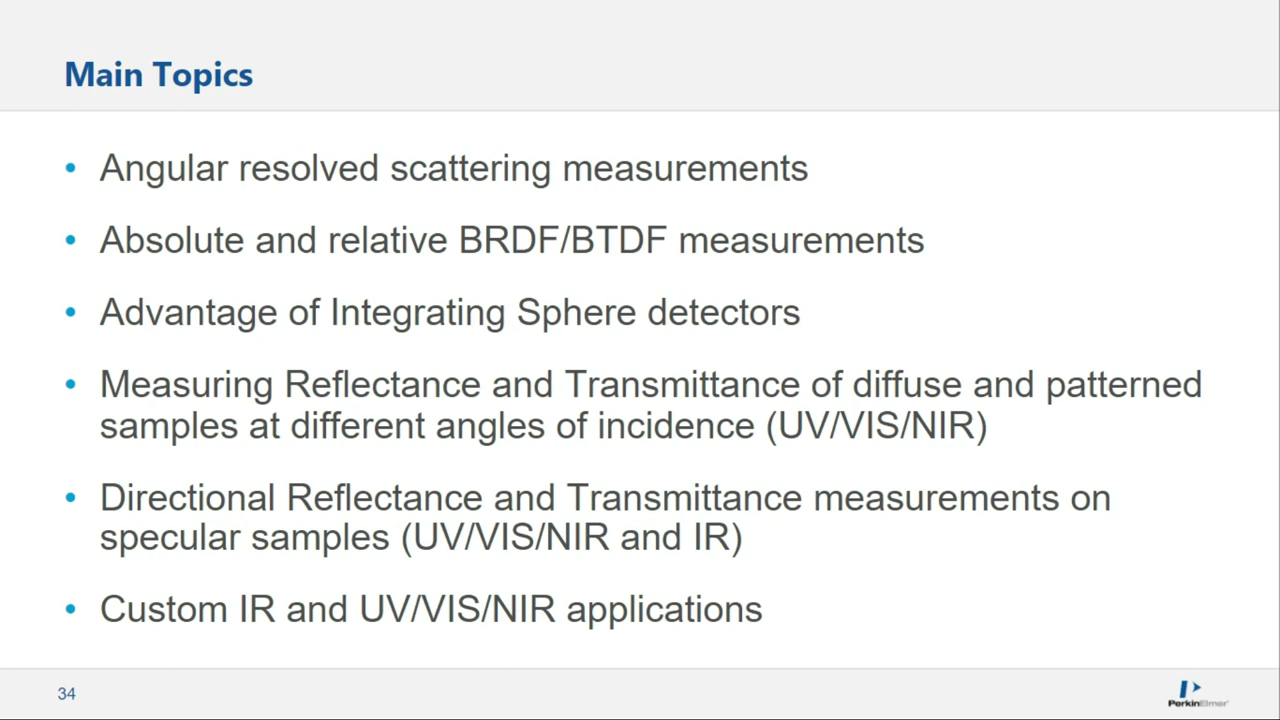 Main Topics
• Angular resolved scattering measurements
• Absolute and relative BRDF/BTDF measurements
• Advantage of Integrating Sphere detectors
• Measuring Reflectance and Transmittance of diffuse and patterned
samples at different angles of incidence (UV/VIS/NIR)
• Directional Reflectance and Transmittance measurements on
specular samples (UV/VIS/NIR and IR)
• Custom IR and UV/VIS/NIR applications
34
PerkinElmer